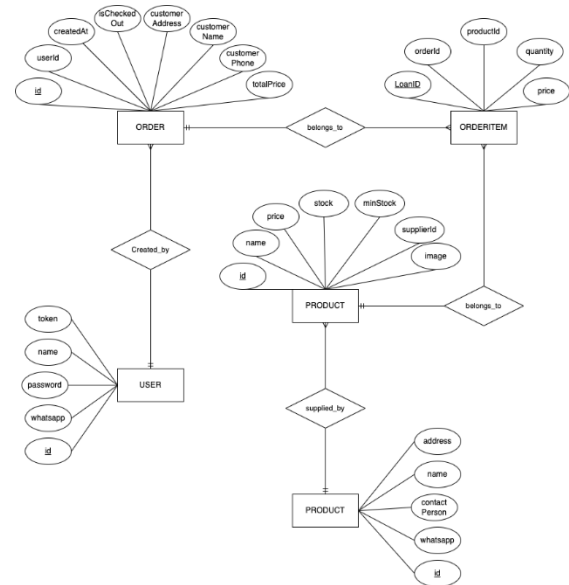 isChecked
Out
customer
Address
createdAt
customer
Name
userId
customer
Phone
id
totalPrice
ORDER
productId
orderId
quantity
LoanID
price
belongs_to
ORDERITEM
stock
minStock
price
supplierId
name
image
id
PRODUCT
belongs_to
Created_by
token
name
password
whatsapp
id
USER
supplied_by
address
name
contact
Person
whatsapp
id
PRODUCT